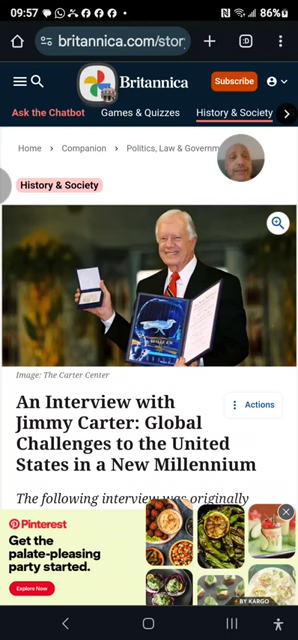 09:57
86%
britannica.com/stor
:D
Britannica
Subscribe
Ask the Chatbot
Games & Quizzes
History & Society
Home > Companion > Politics, Law & Governm
History & Society
Image: The Carter Center
An Interview with
Jimmy Carter: Global
Challenges to the United
States in a New Millennium
Actions
The following interview was originally
Pinterest
Get the
palate-pleasing
party started.
Explore Now
BY KARGO